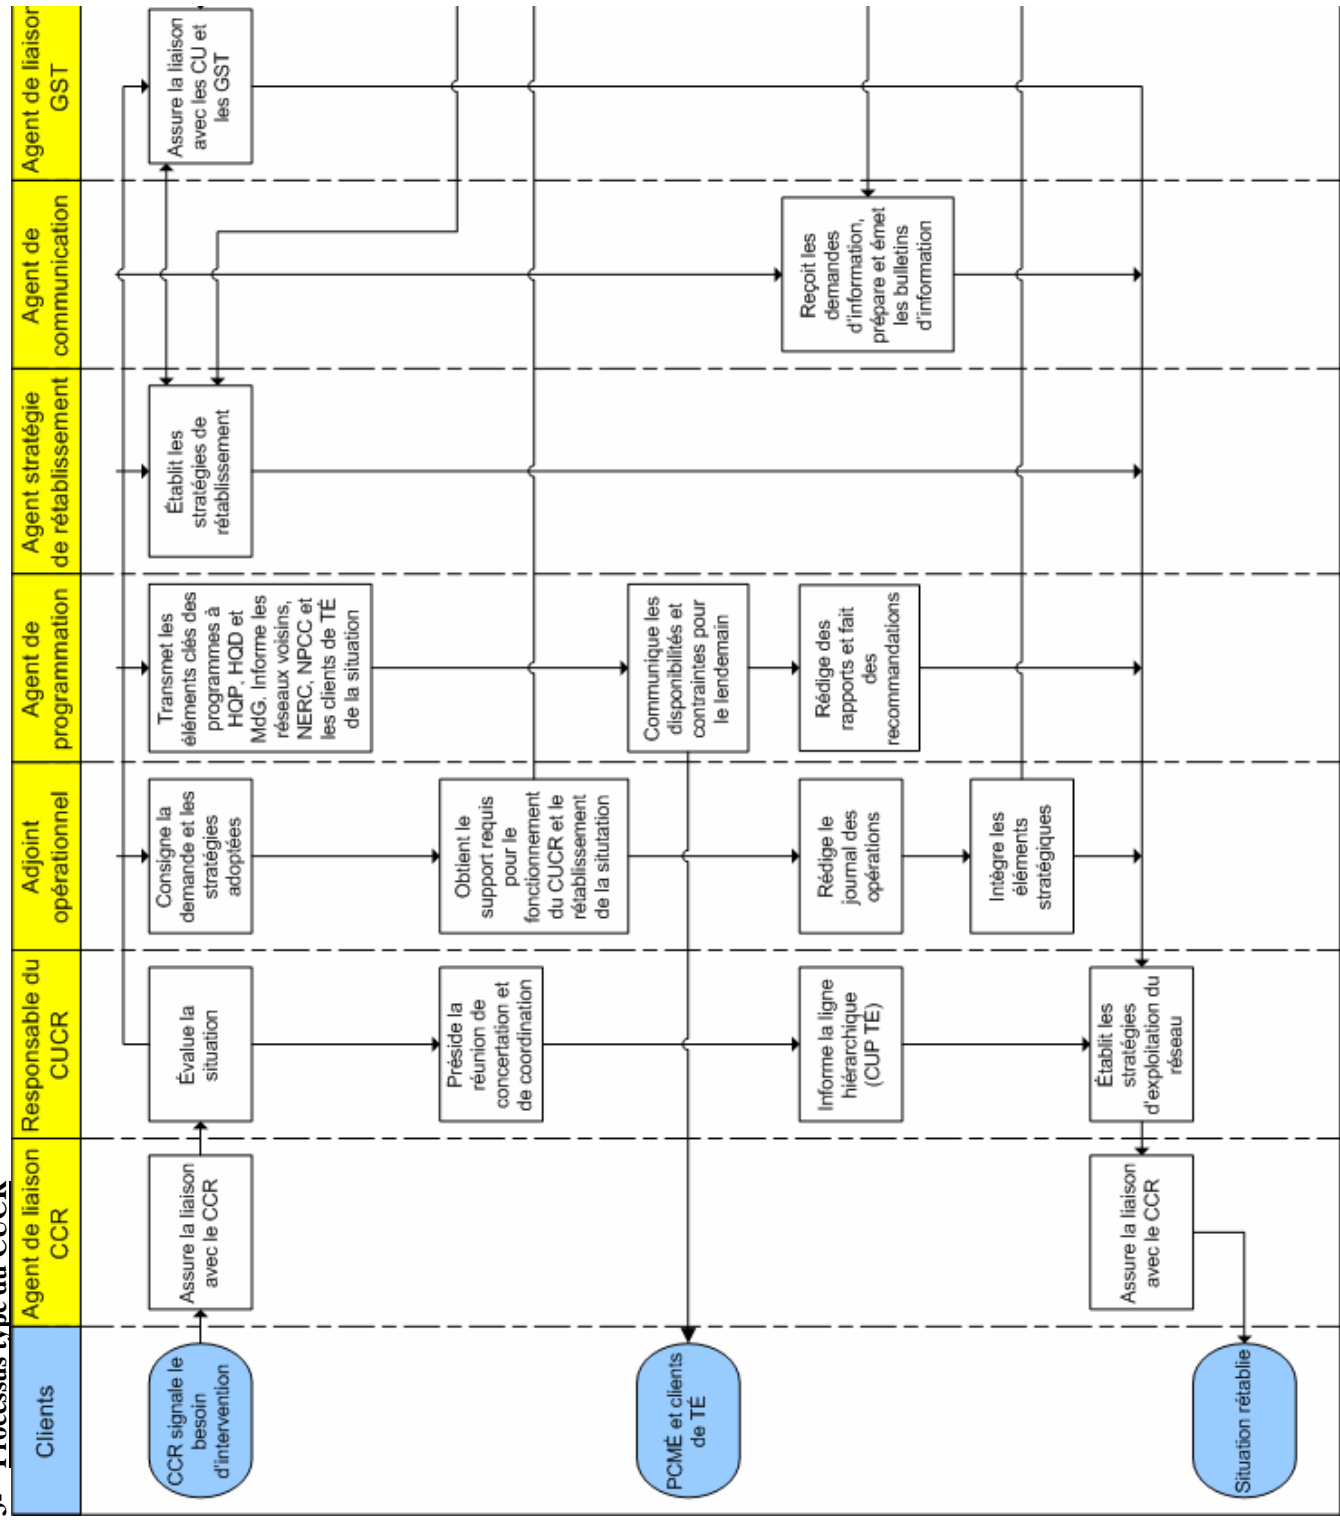 Processus type du CUCR
Clients
CCR signale le
besoin
d'intervention
PCMÉ et clients
de TÉ
Situation rétablie
Agent de liaison
CCR
Assure la liaison
avec le CCR
Assure la liaison
avec le CCR
Responsable du
CUCR
Évalue la
situation
Préside la
réunion de
concertation et
de coordination
Informe la ligne
hiérarchique
(CUP TÉ)
Établit les
stratégies
d'exploitation du
réseau
Adjoint
opérationnel
Consigne la
demande et les
stratégies
adoptées
Obtient le
support requis
pour le
fonctionnement
du CUCR et le
rétablissement
de la situtation
Rédige le
journal des
opérations
Intègre les
éléments
stratégiques
Agent de
programmation
Transmet les
éléments clés des
programmes à
HQP, HQD et
MdG. Informe les
réseaux voisins,
NERC, NPCC et
les clients de TÉ
de la situation
Communique les
disponibilités et
contraintes pour
le lendemain
Rédige des
rapports et fait
des
recommandations
Agent stratégie
de rétablissement
Établit les
stratégies de
rétablissement
Agent de
communication
Reçoit les
demandes
d'information,
prépare et émet
les bulletins
d'information
Agent de liaison
GST
Assure la liaison
avec les CU et
les GST